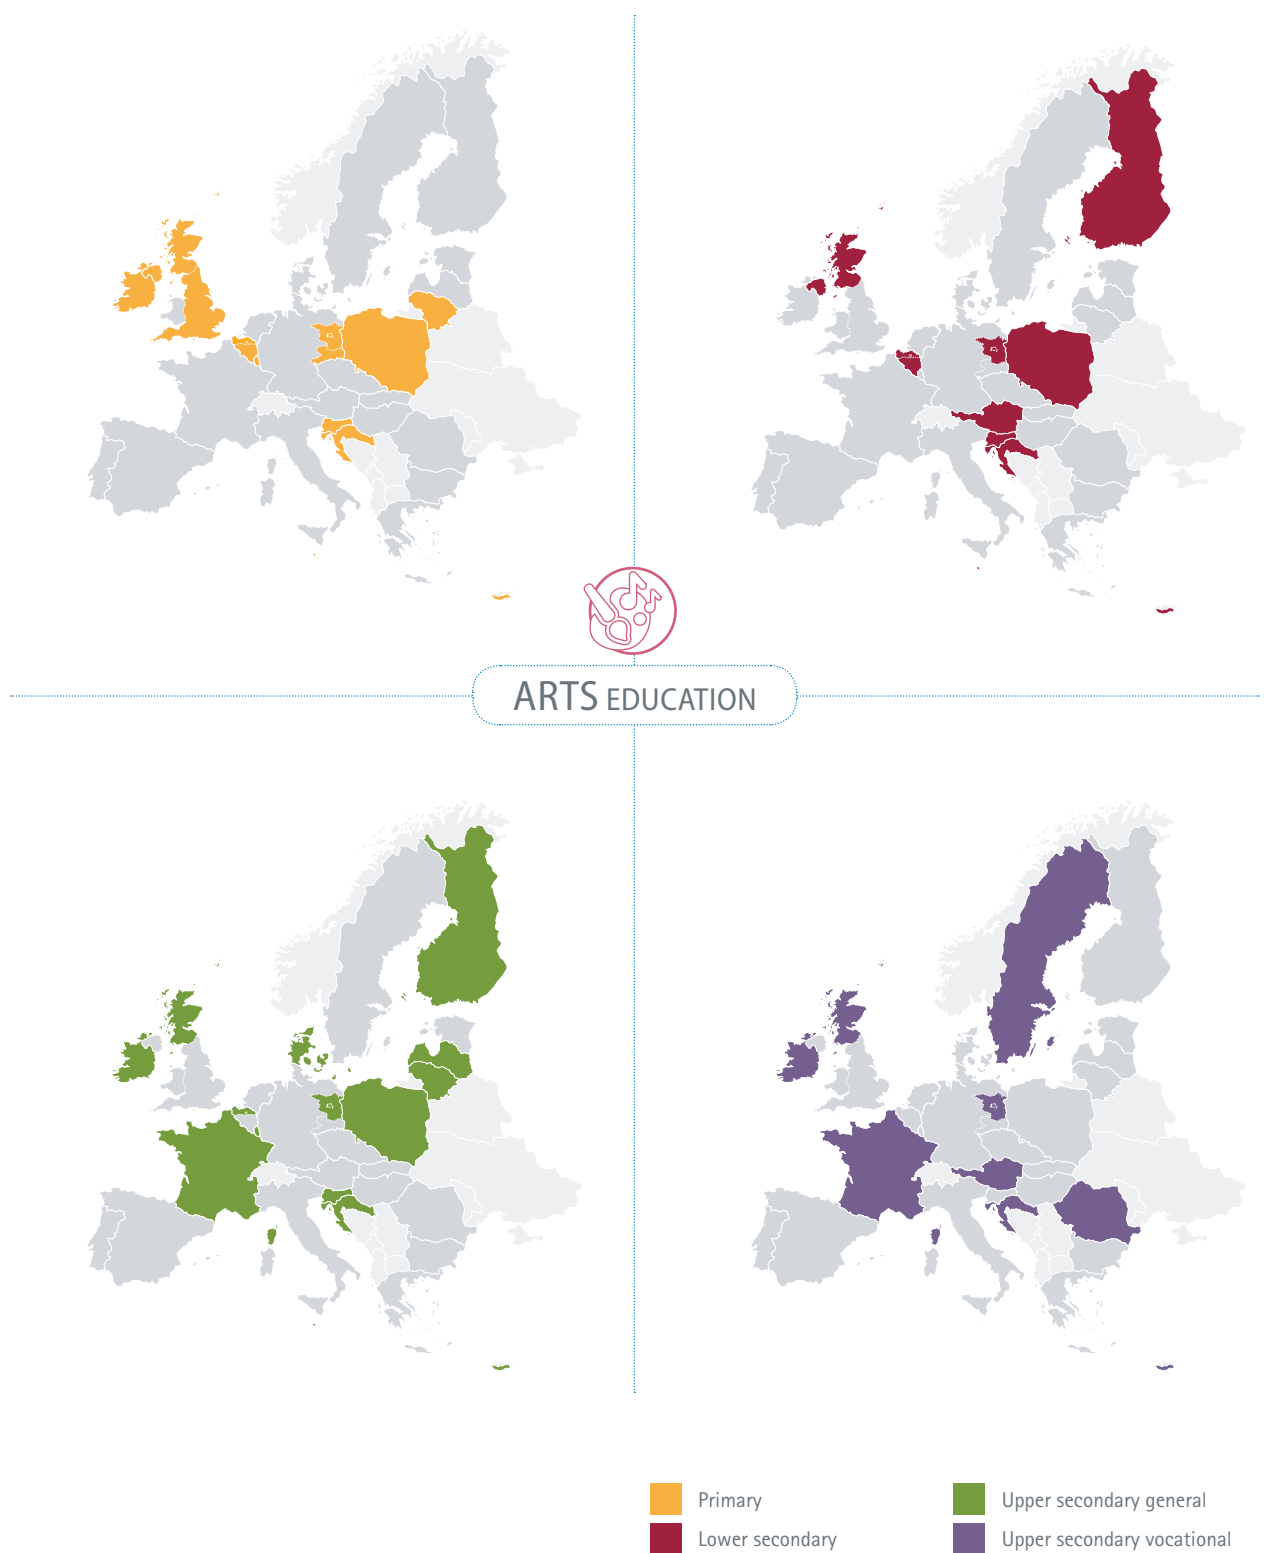 ARTS EDUCATION
Primary
Lower secondary
Upper secondary general
Upper secondary vocational